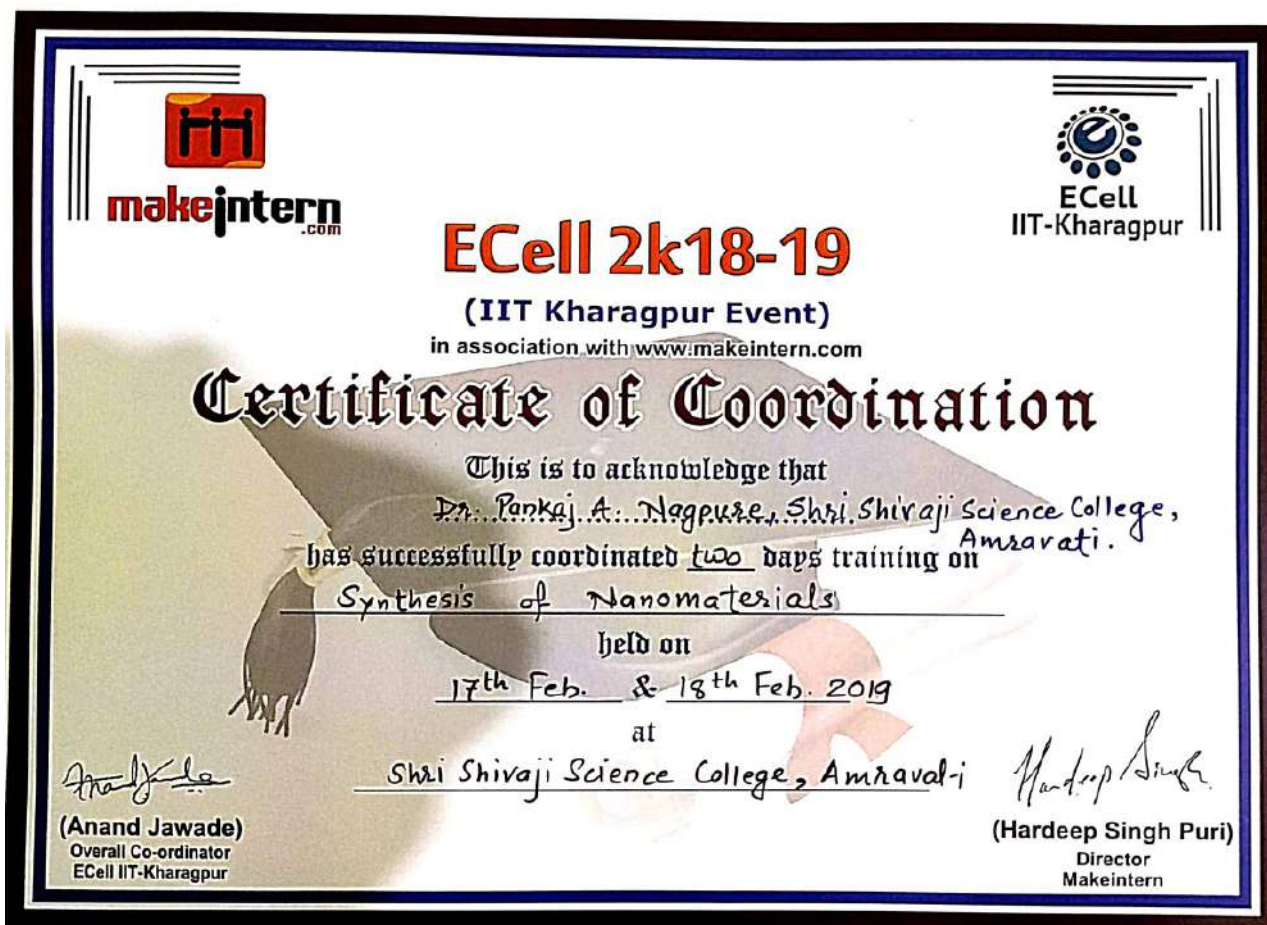 makeintern
.com
ECell
IIT-Kharagpur
ECell 2k18-19
(IIT Kharagpur Event)
in association with www.makeintern.com
Certificate of Coordination
This is to acknowledge that
Dr. Pankaj A. Nagpure, Shri Shivaji Science College,
Amravati.
has successfully coordinated two days training on
Synthesis of Nanomaterials
held on
17th Feb. & 18th Feb. 2019
at
Shri Shivaji Science College, Amravati
(Anand Jawade)
Overall Co-ordinator
ECell IIT-Kharagpur
Hardeep Singh
(Hardeep Singh Puri)
Director
Makeintern